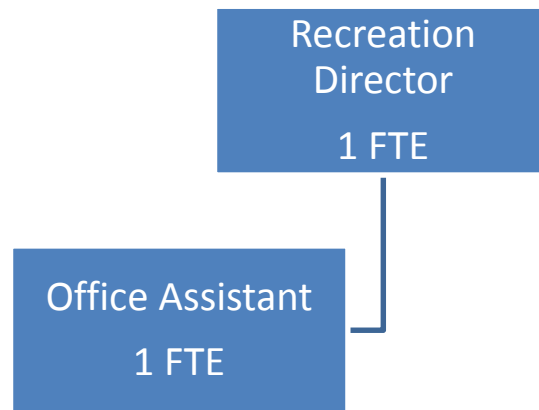 Recreation
Director
1 FTE
Office Assistant
1 FTE